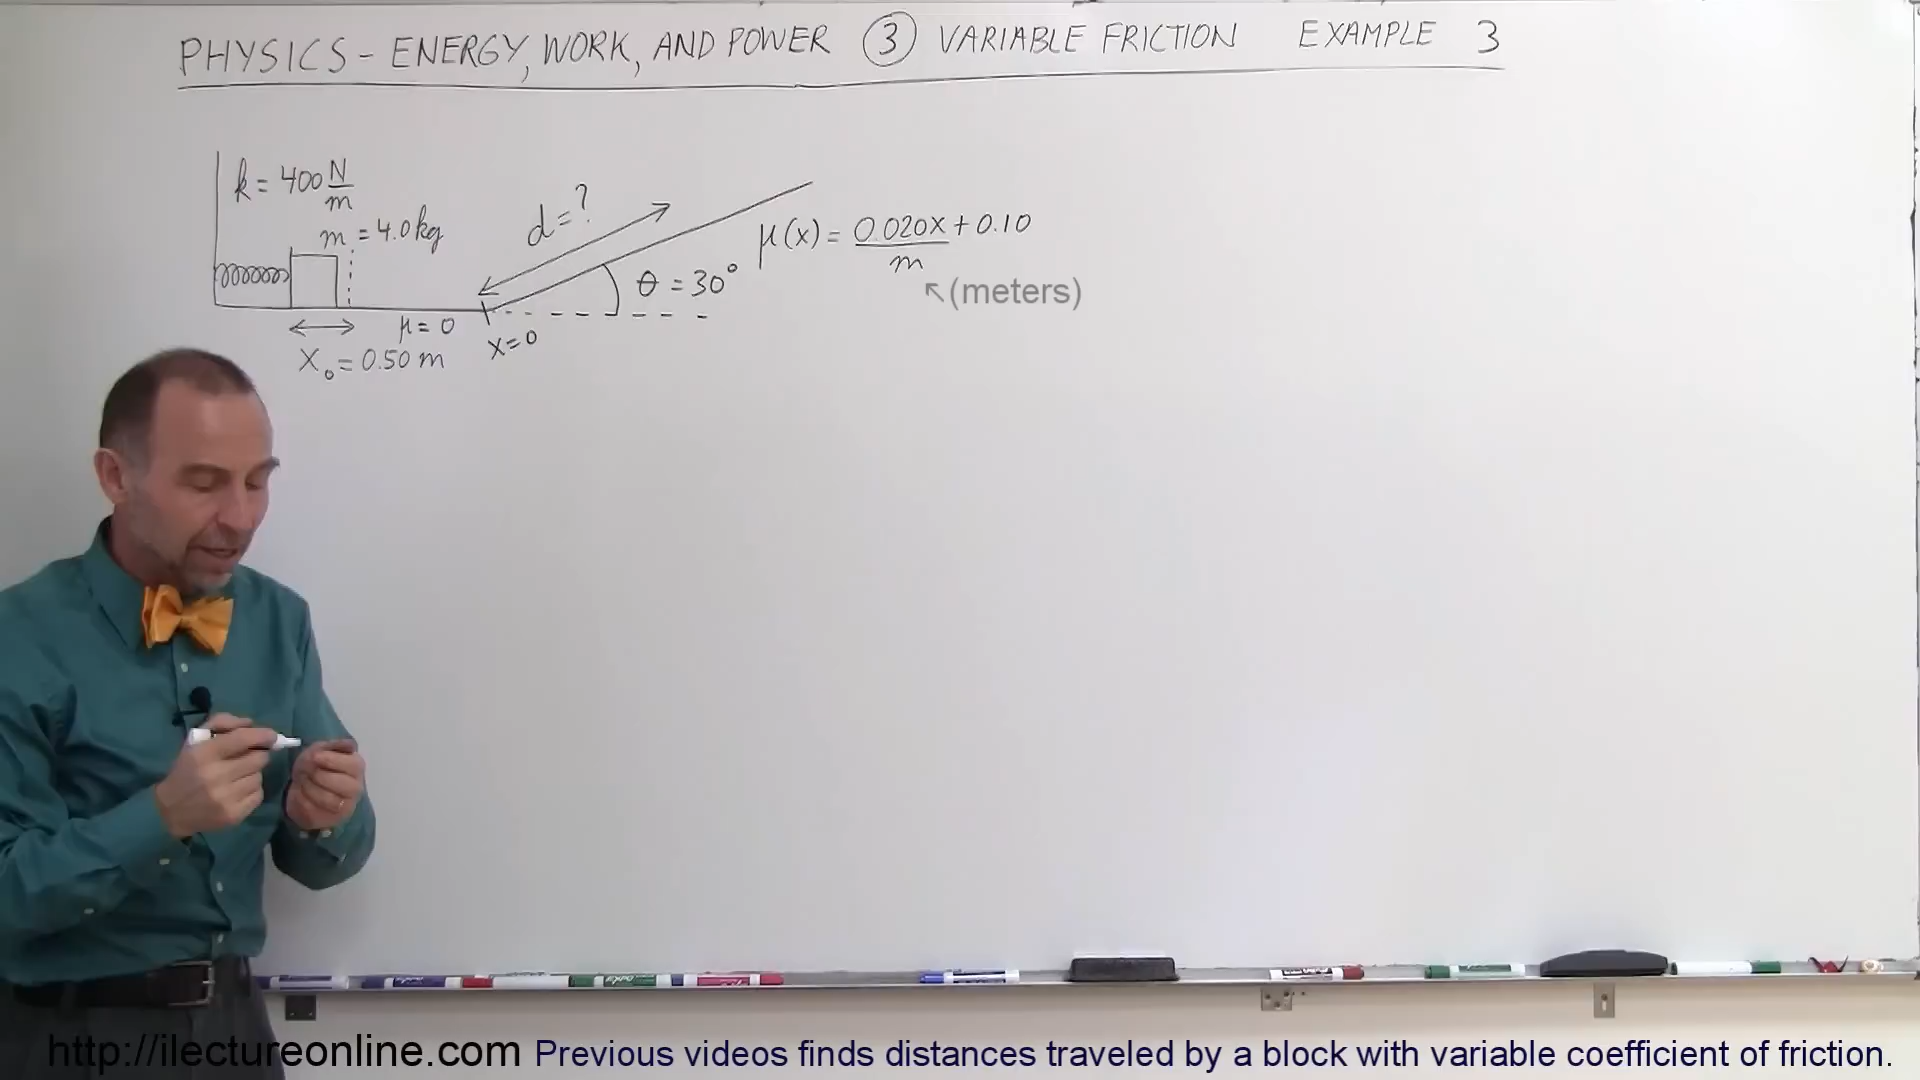 PHYSICS - ENERGY, WORK, AND POWER ③ VARIABLE FRICTION EXAMPLE 3
k = 400 N/m
m = 4.0 kg
d = ?
θ = 30°
μ(x) = 0.020x/m + 0.10
(meters)
μ = 0
x = 0
X₀ = 0.50 m
http://ilectureonline.com Previous videos finds distances traveled by a block with variable coefficient of friction.